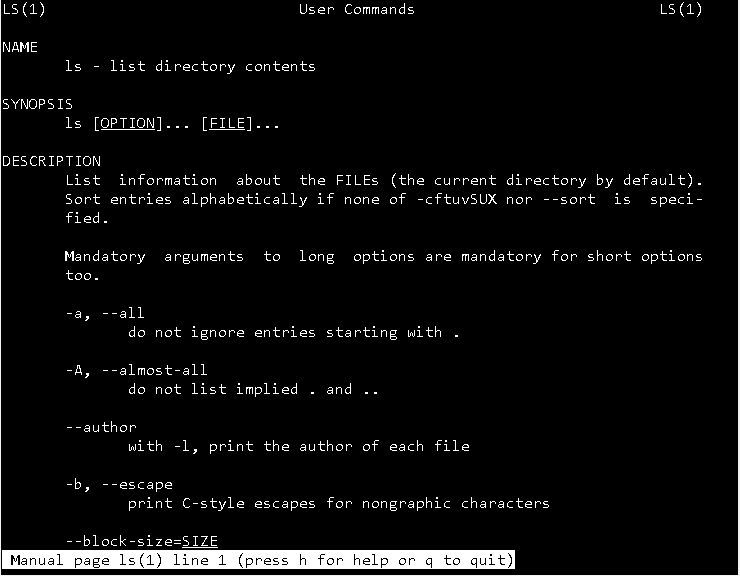 LS(1)                           User Commands                           LS(1)
NAME
ls - list directory contents
SYNOPSIS
ls [OPTION]... [FILE]...
DESCRIPTION
List  information  about  the FILEs (the current directory by default).
Sort entries alphabetically if none of -cftuvSUX nor --sort  is  speci-
fied.
Mandatory  arguments  to  long  options are mandatory for short options
too.
-a, --all
do not ignore entries starting with .
-A, --almost-all
do not list implied . and ..
--author
with -l, print the author of each file
-b, --escape
print C-style escapes for nongraphic characters
--block-size=SIZE
Manual page ls(1) line 1 (press h for help or q to quit)